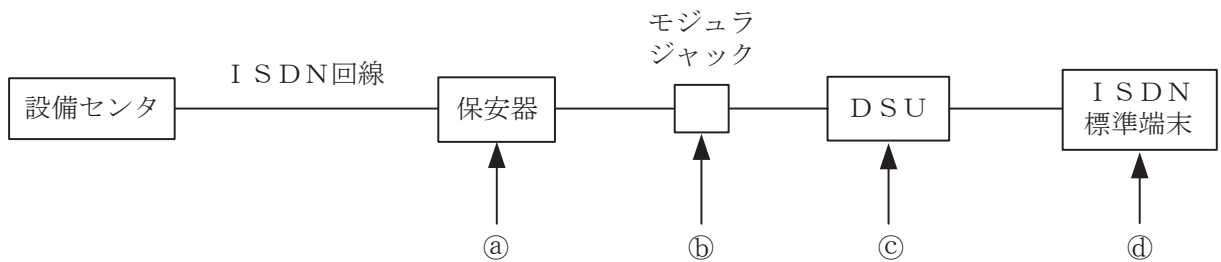 モジュラ
ジャック
ＩＳＤＮ回線
設備センタ
保安器
ＤＳＵ
ＩＳＤＮ
標準端末
ⓐ
ⓑ
ⓒ
ⓓ